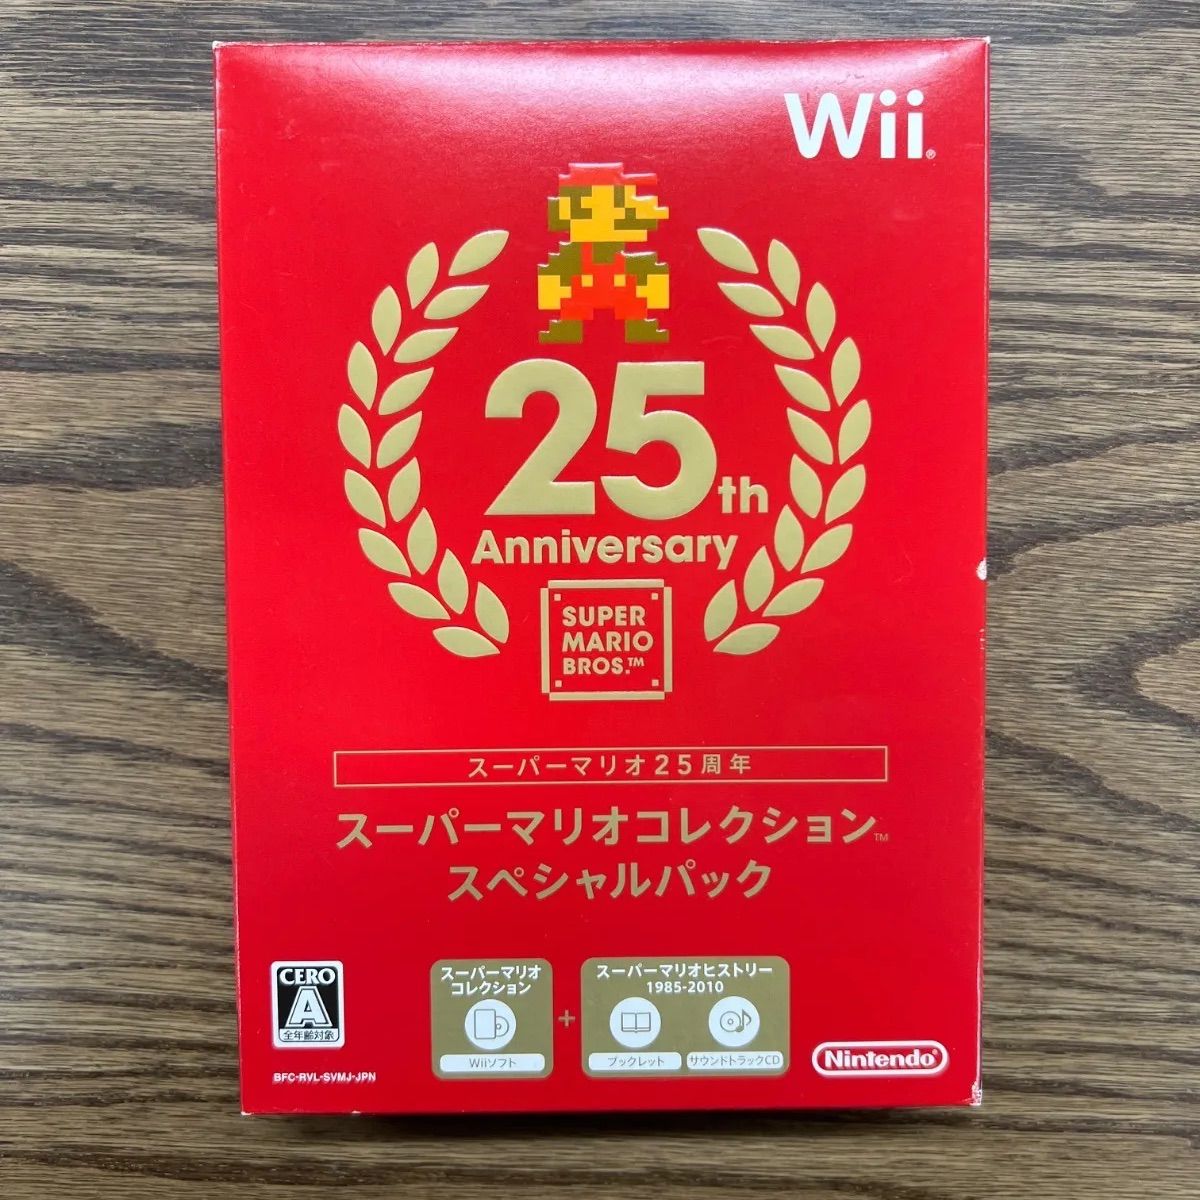 Wii®
25th
Anniversary
SUPER
MARIO
BROS.™
スーパーマリオ25周年
スーパーマリオコレクション™
スペシャルパック
CERO
A
全年齢対象
BFC-RVL-SVMJ-JPN
スーパーマリオ
コレクション
Wiiソフト
+
スーパーマリオヒストリー
1985-2010
ブックレット
サウンドトラックCD
Nintendo®